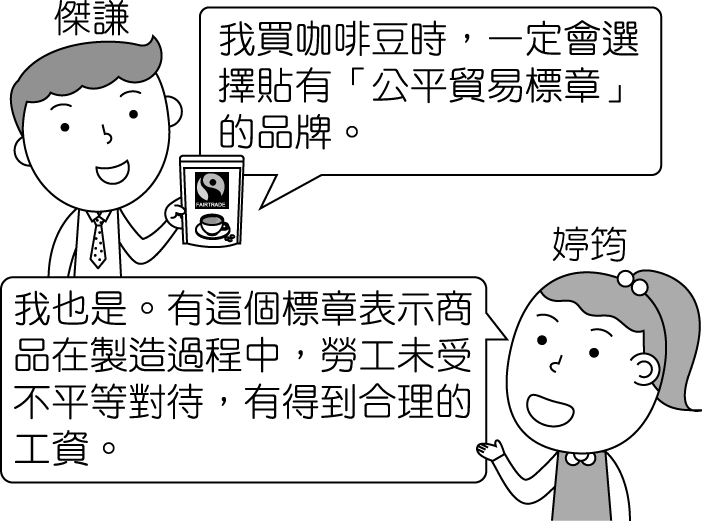 傑謙
我買咖啡豆時，一定會選
擇貼有「公平貿易標章」
的品牌。
FAIRTRADE
婷筠
我也是。有這個標章表示商
品在製造過程中，勞工未受
不平等對待，有得到合理的
工資。